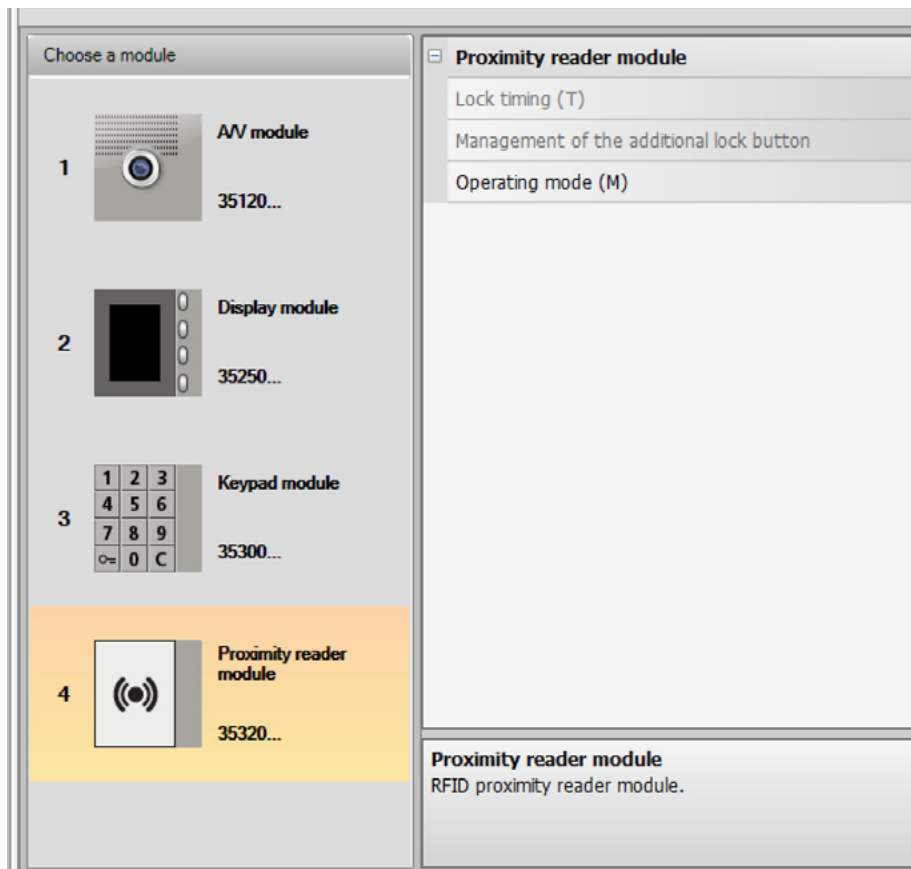 Choose a module
1
A/V module
35120...
2
Display module
35250...
3
1 2 3
4 5 6
7 8 9
0 C
Keypad module
35300...
4
Proximity reader
module
35320...
Proximity reader module
Lock timing (T)
Management of the additional lock button
Operating mode (M)
Proximity reader module
RFID proximity reader module.